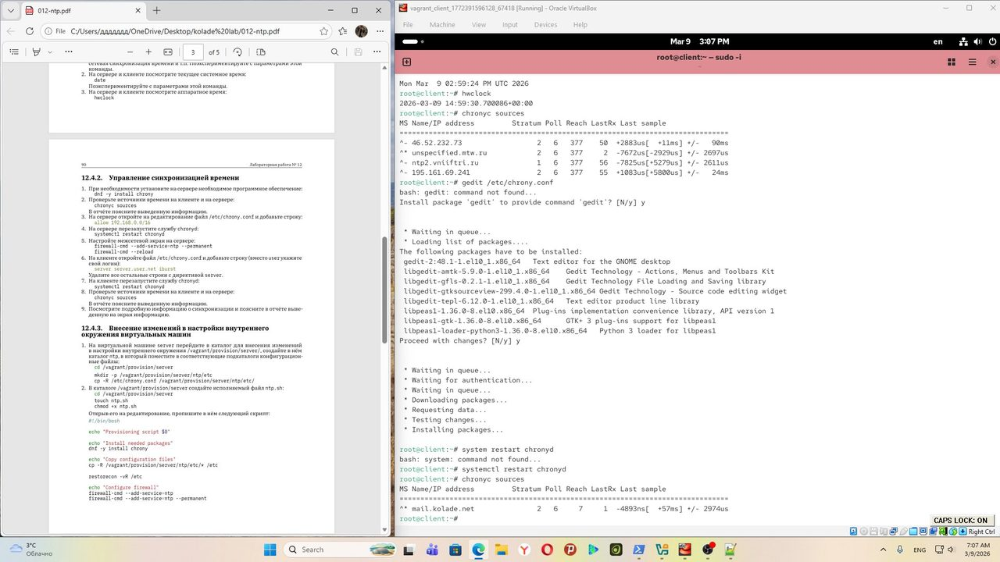 012-ntp.pdf
File
C:/Users/ддддддд/OneDrive/Desktop/kolade%20lab/012-ntp.pdf
3 of 5
сетевая синхронизация времени и т.п. Поэкспериментируйте с параметрами этой
команды.
2. На сервере и клиенте посмотрите текущее системное время:
date
Поэкспериментируйте с параметрами этой команды.
3. На сервере и клиенте посмотрите аппаратное время:
hwclock
90 Лабораторная работа № 12
12.4.2. Управление синхронизацией времени
1. При необходимости установите на сервере необходимое программное обеспечение:
dnf -y install chrony
2. Проверьте источники времени на клиенте и на сервере:
chronyc sources
В отчёте поясните выведенную информацию.
3. На сервере откройте на редактирование файл /etc/chrony.conf и добавьте строку:
allow 192.168.0.0/16
4. На сервере перезапустите службу chronyd:
systemctl restart chronyd
5. Настройте межсетевой экран на сервере:
firewall-cmd --add-service=ntp --permanent
firewall-cmd --reload
6. На клиенте откройте файл /etc/chrony.conf и добавьте строку (вместо user укажите
свой логин):
server server.user.net iburst
Удалите все остальные строки с директивой server.
7. На клиенте перезапустите службу chronyd:
systemctl restart chronyd
8. Проверьте источники времени на клиенте и на сервере:
chronyc sources
В отчёте поясните выведенную информацию.
9. Посмотрите подробную информацию о синхронизации и поясните в отчёте выве-
денную на экран информацию.
12.4.3. Внесение изменений в настройки внутреннего
окружения виртуальных машин
1. На виртуальной машине server перейдите в каталог для внесения изменений
в настройки внутреннего окружения /vagrant/provision/server/, создайте в нём
каталог ntp, в который поместите в соответствующие подкаталоги конфигурацион-
ные файлы:
cd /vagrant/provision/server
mkdir -p /vagrant/provision/server/ntp/etc
cp -R /etc/chrony.conf /vagrant/provision/server/ntp/etc/
2. В каталоге /vagrant/provision/server создайте исполняемый файл ntp.sh:
cd /vagrant/provision/server
touch ntp.sh
chmod +x ntp.sh
Открыв его на редактирование, пропишите в нём следующий скрипт:
#!/bin/bash
echo "Provisioning script $0"
echo "Install needed packages"
dnf -y install chrony
echo "Copy configuration files"
cp -R /vagrant/provision/server/ntp/etc/* /etc
restorecon -vR /etc
echo "Configure firewall"
firewall-cmd --add-service=ntp
firewall-cmd --add-service=ntp --permanent
vagrant_client_1772391596128_67418 [Running] - Oracle VirtualBox
File Machine View Input Devices Help
Mar 9 3:07 PM
en
root@client:~ — sudo -i
Mon Mar  9 02:59:24 PM UTC 2026
root@client:~# hwclock
2026-03-09 14:59:30.700086+00:00
root@client:~# chronyc sources
MS Name/IP address         Stratum Poll Reach LastRx Last sample
===============================================================================
^- 46.52.232.73                  2   6   377    50  +2883us[  +11ms] +/-   90ms
^* unspecified.mtw.ru            2   6   377     2  -7672us[-2929us] +/- 2697us
^- ntp2.vniiftri.ru              1   6   377    56  -7825us[+5279us] +/- 2611us
^- 195.161.69.241                2   6   377    55  +1083us[+5800us] +/-   24ms
root@client:~# gedit /etc/chrony.conf
bash: gedit: command not found...
Install package 'gedit' to provide command 'gedit'? [N/y] y
* Waiting in queue...
* Loading list of packages....
The following packages have to be installed:
gedit-2:48.1-1.el10_1.x86_64 Text editor for the GNOME desktop
libgedit-amtk-5.9.0-1.el10_1.x86_64 Gedit Technology - Actions, Menus and Toolbars Kit
libgedit-gfls-0.2.1-1.el10_1.x86_64 Gedit Technology File Loading and Saving library
libgedit-gtksourceview-299.4.0-1.el10_1.x86_64 Gedit Technology - Source code editing widget
libgedit-tepl-6.12.0-1.el10_1.x86_64 Text editor product line library
libpeas1-1.36.0-8.el10.x86_64 Plug-ins implementation convenience library, API version 1
libpeas1-gtk-1.36.0-8.el10.x86_64 GTK+ 3 plug-ins support for libpeas1
libpeas1-loader-python3-1.36.0-8.el10.x86_64 Python 3 loader for libpeas1
Proceed with changes? [N/y] y
* Waiting in queue...
* Waiting for authentication...
* Waiting in queue...
* Downloading packages...
* Requesting data...
* Testing changes...
* Installing packages...
root@client:~# system restart chronyd
bash: system: command not found...
root@client:~# systemctl restart chronyd
root@client:~# chronyc sources
MS Name/IP address         Stratum Poll Reach LastRx Last sample
===============================================================================
^* mail.kolade.net               2   6     7     1  -4893ns[  +57ms] +/- 2974us
root@client:~#
CAPS LOCK: ON
Right Ctrl
3°C
Облачно
Search
ENG
7:07 AM
3/9/2026